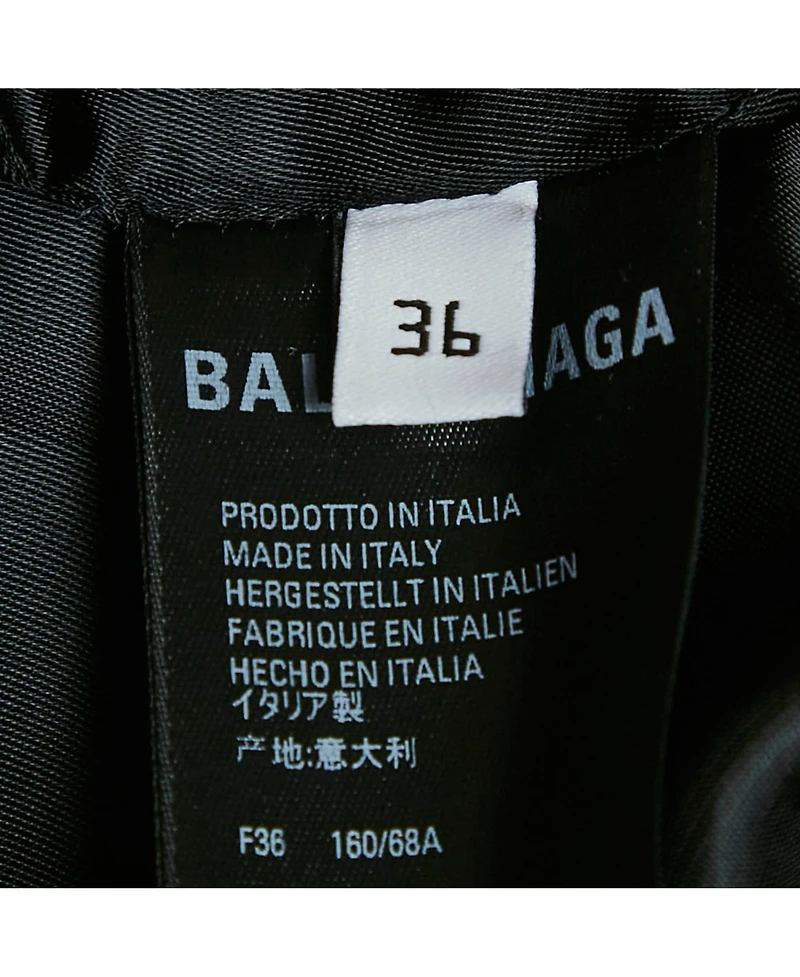 36
BAL AGA
PRODOTTO IN ITALIA
MADE IN ITALY
HERGESTELLT IN ITALIEN
FABRIQUE EN ITALIE
HECHO EN ITALIA
イタリア製
产地:意大利
F36 160/68A